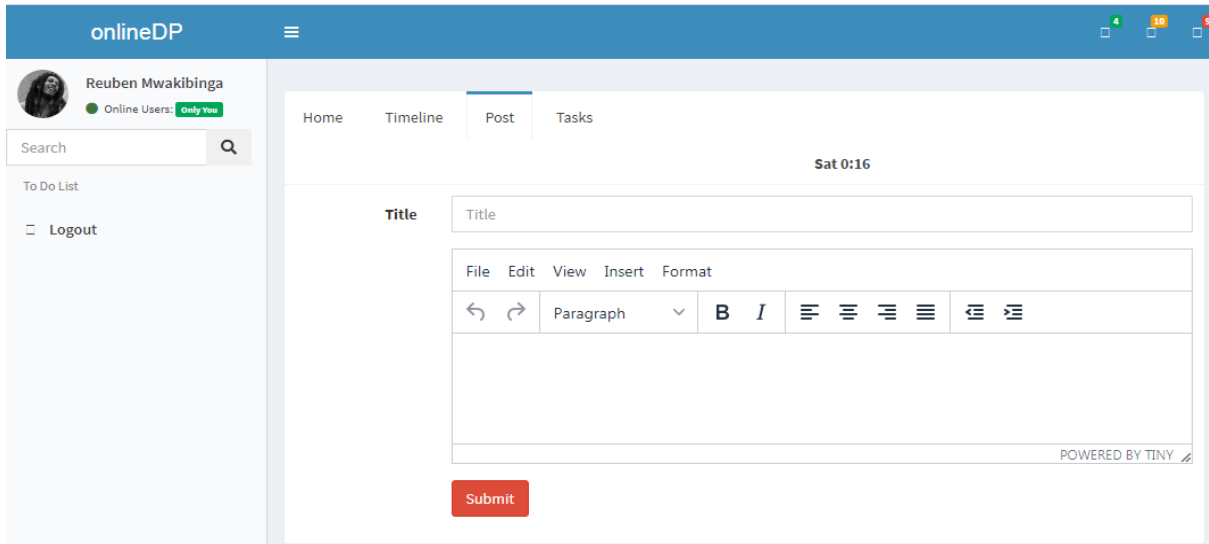 onlineDP
4 10
Reuben Mwakibinga
Online Users: Only You
Search
To Do List
Logout
Home Timeline Post Tasks
Sat 0:16
Title Title
File Edit View Insert Format
Paragraph B I
POWERED BY TINY
Submit